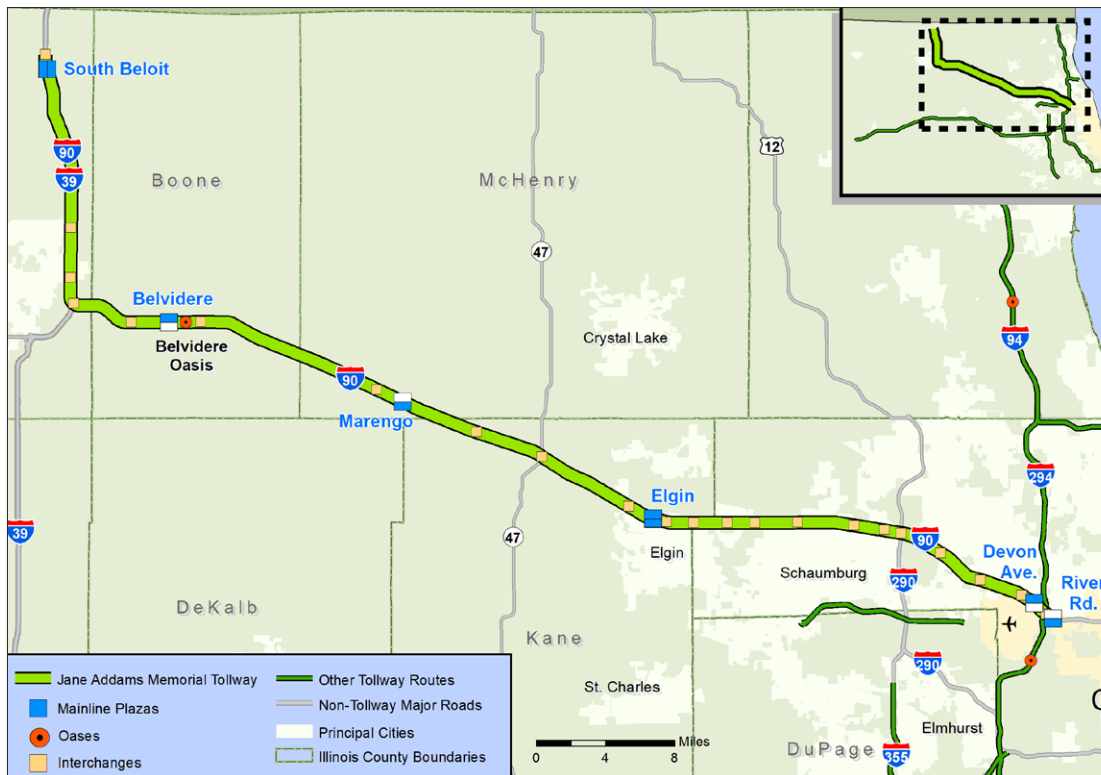 South Beloit
90
39
Boone
McHenry
12
47
Belvidere
Belvidere
Oasis
Crystal Lake
94
90
Marengo
39
Elgin
294
47
Elgin
90
Devon
Ave.
Schaumburg
290
River
Rd.
DeKalb
Kane
290
St. Charles
Elmhurst
DuPage
355
Jane Addams Memorial Tollway
Mainline Plazas
Oases
Interchanges
Other Tollway Routes
Non-Tollway Major Roads
Principal Cities
Illinois County Boundaries
0 4 8 Miles